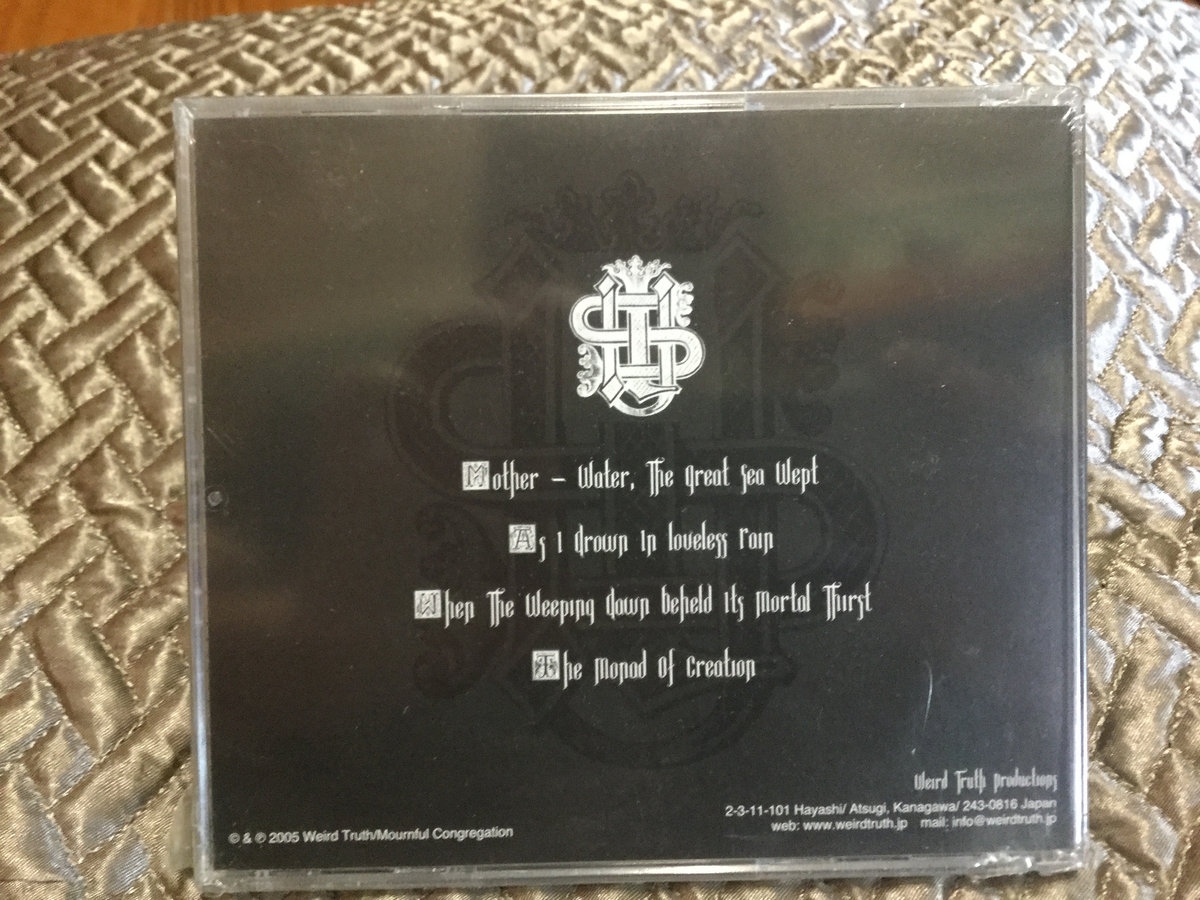 Mother – Water, The Great Sea Wept
As I Drown In Loveless Rain
When The Weeping Dawn Beheld Its Mortal Thirst
The Monad Of Creation
Weird Truth Productions
2-3-11-101 Hayashi/ Atsugi, Kanagawa/ 243-0816 Japan
web: www.weirdtruth.jp mail: info@weirdtruth.jp
© & ℗ 2005 Weird Truth/Mournful Congregation